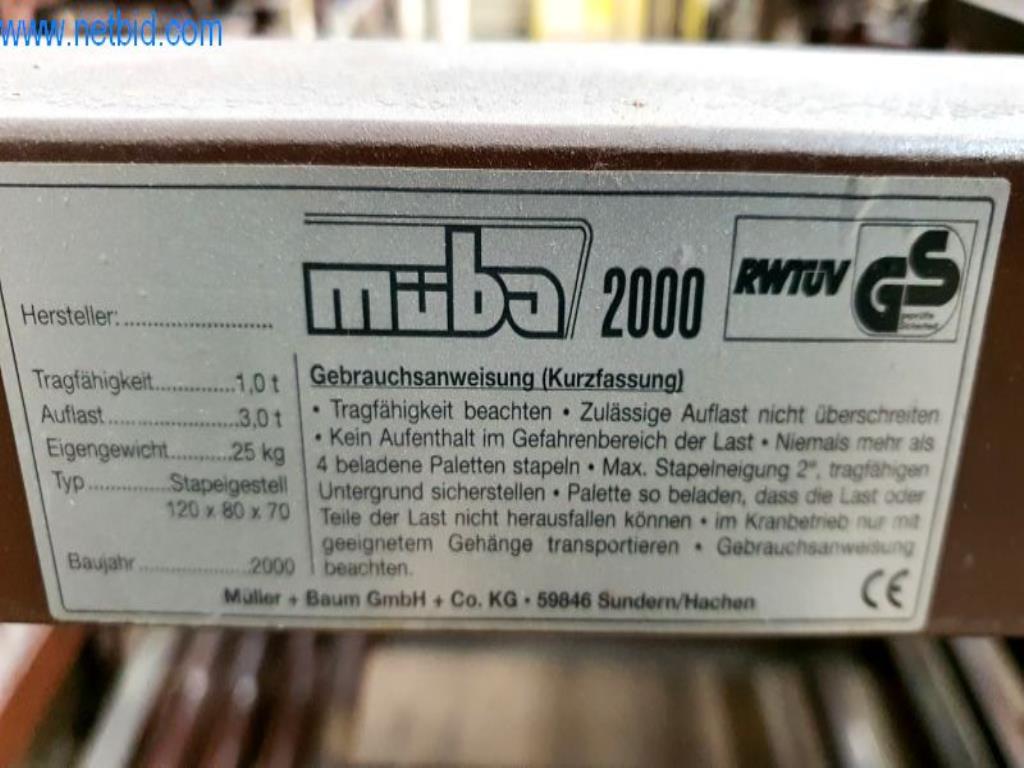 www.netbid.com
müba 2000
RWTÜV GS
geprüfte
Sicherheit
Hersteller:..........................
Tragfähigkeit.............1,0 t
Auflast.....................3,0 t
Eigengewicht..........25 kg
Typ..............Stapelgestell
120 x 80 x 70
Baujahr..................2000
Gebrauchsanweisung (Kurzfassung)
• Tragfähigkeit beachten • Zulässige Auflast nicht überschreiten
• Kein Aufenthalt im Gefahrenbereich der Last • Niemals mehr als
4 beladene Paletten stapeln • Max. Stapelneigung 2°, tragfähigen
Untergrund sicherstellen • Palette so beladen, dass die Last oder
Teile der Last nicht herausfallen können • im Kranbetrieb nur mit
geeignetem Gehänge transportieren • Gebrauchsanweisung
beachten.
CE
Müller + Baum GmbH + Co. KG • 59846 Sundern/Hachen